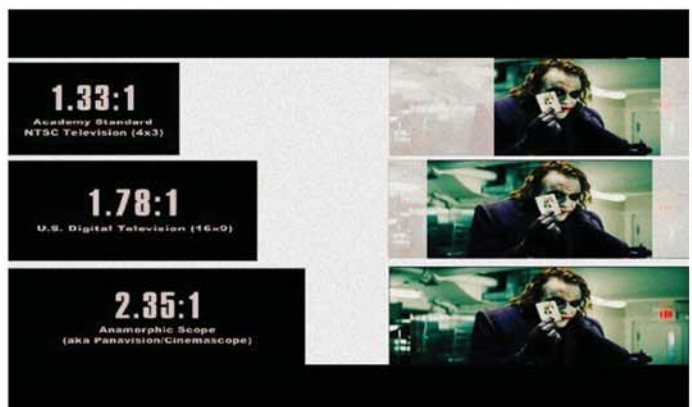 1.33:1
Academy Standard
NTSC Television (4x3)
1.78:1
U.S. Digital Television (16x9)
2.35:1
Anamorphic Scope
(aka Panavision/Cinemascope)